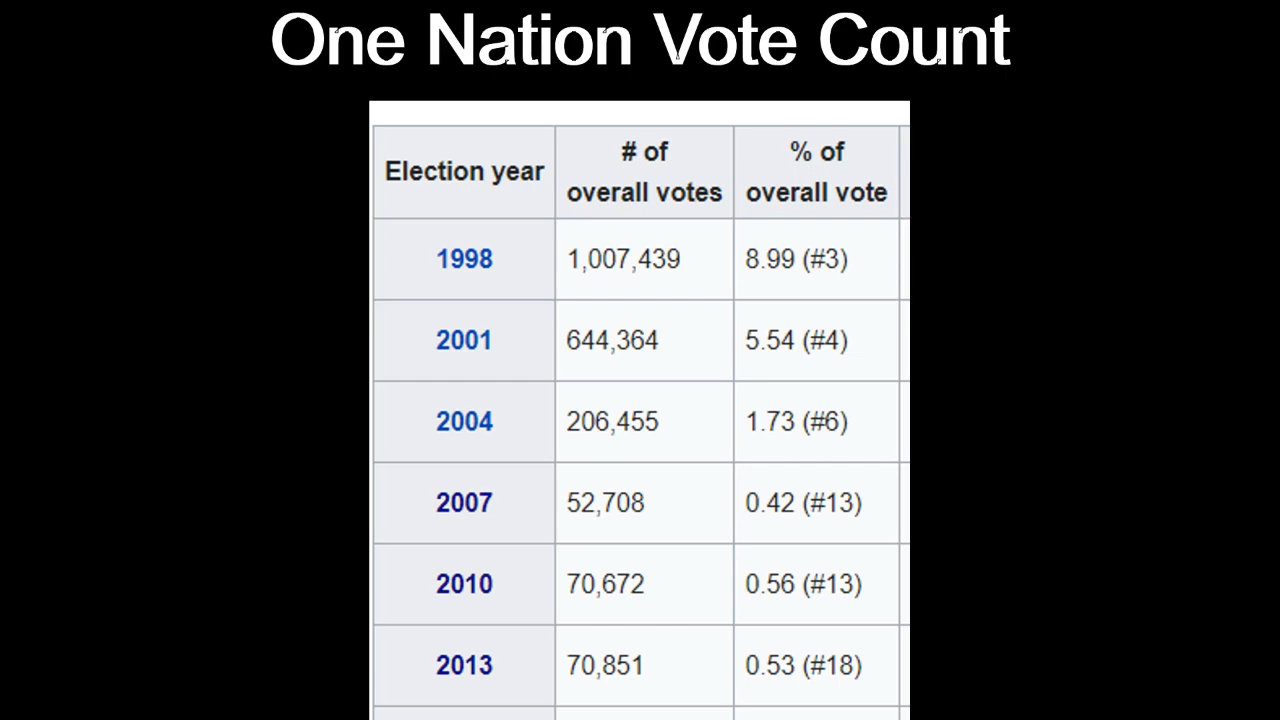 One Nation Vote Count
Election year # of overall votes % of overall vote
1998 1,007,439 8.99 (#3)
2001 644,364 5.54 (#4)
2004 206,455 1.73 (#6)
2007 52,708 0.42 (#13)
2010 70,672 0.56 (#13)
2013 70,851 0.53 (#18)